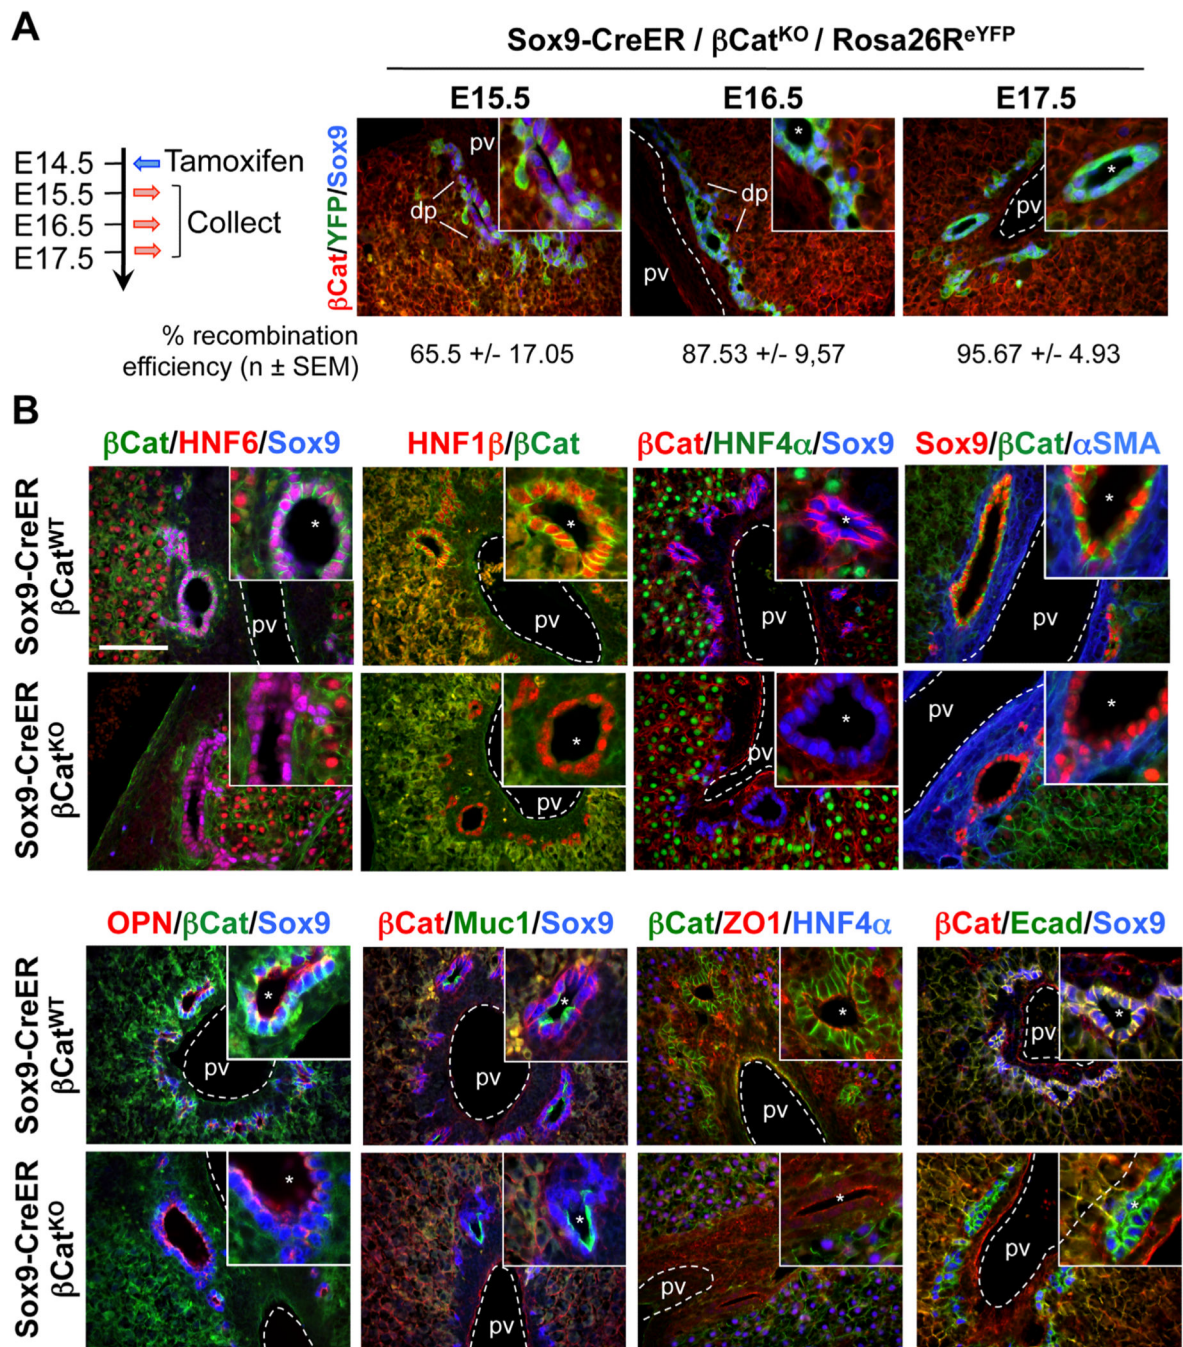 A
Sox9-CreER / βCatKO / Rosa26ReYFP
E15.5 E16.5 E17.5
E14.5 Tamoxifen
E15.5
E16.5 Collect
E17.5
βCat/YFP/Sox9
pv
dp
dp
pv
pv
% recombination
efficiency (n ± SEM)
65.5 +/- 17.05 87.53 +/- 9,57 95.67 +/- 4.93
B
βCat/HNF6/Sox9 HNF1β/βCat βCat/HNF4α/Sox9 Sox9/βCat/αSMA
Sox9-CreER
βCatWT
* * * *
pv pv pv
Sox9-CreER
βCatKO
pv
* * *
pv pv
OPN/βCat/Sox9 βCat/Muc1/Sox9 βCat/ZO1/HNF4α βCat/Ecad/Sox9
Sox9-CreER
βCatWT
* * * *
pv pv pv pv
Sox9-CreER
βCatKO
* * * *
pv pv pv